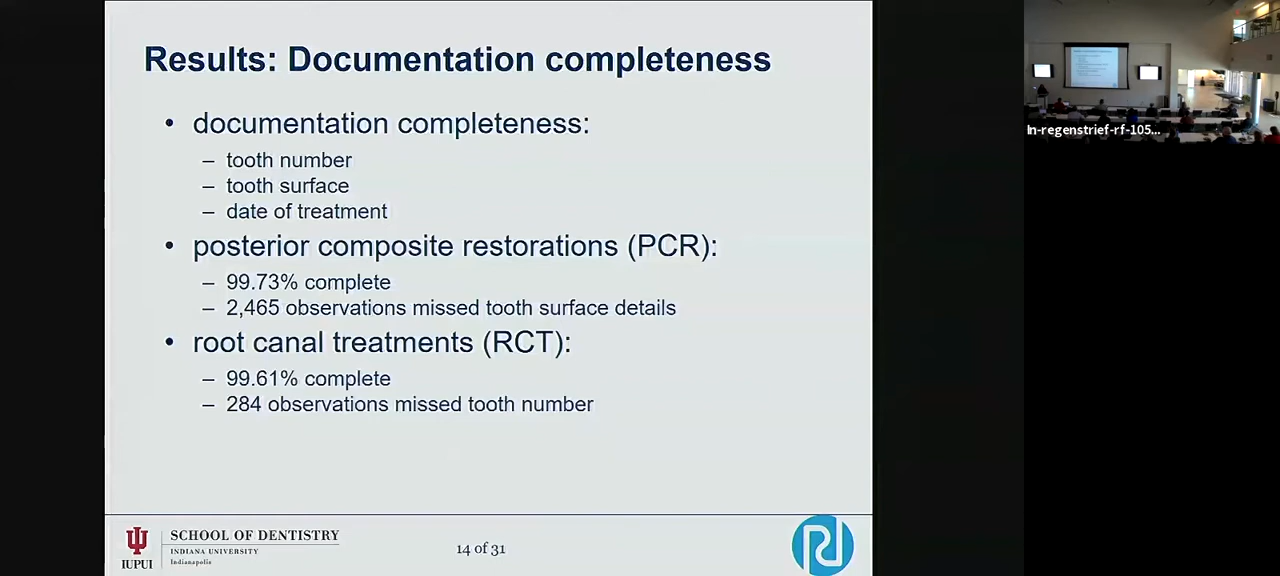 Results: Documentation completeness
• documentation completeness:
– tooth number
– tooth surface
– date of treatment
• posterior composite restorations (PCR):
– 99.73% complete
– 2,465 observations missed tooth surface details
• root canal treatments (RCT):
– 99.61% complete
– 284 observations missed tooth number
IUPUI
SCHOOL OF DENTISTRY
INDIANA UNIVERSITY
Indianapolis
14 of 31
In-regenstrief-rf-105...